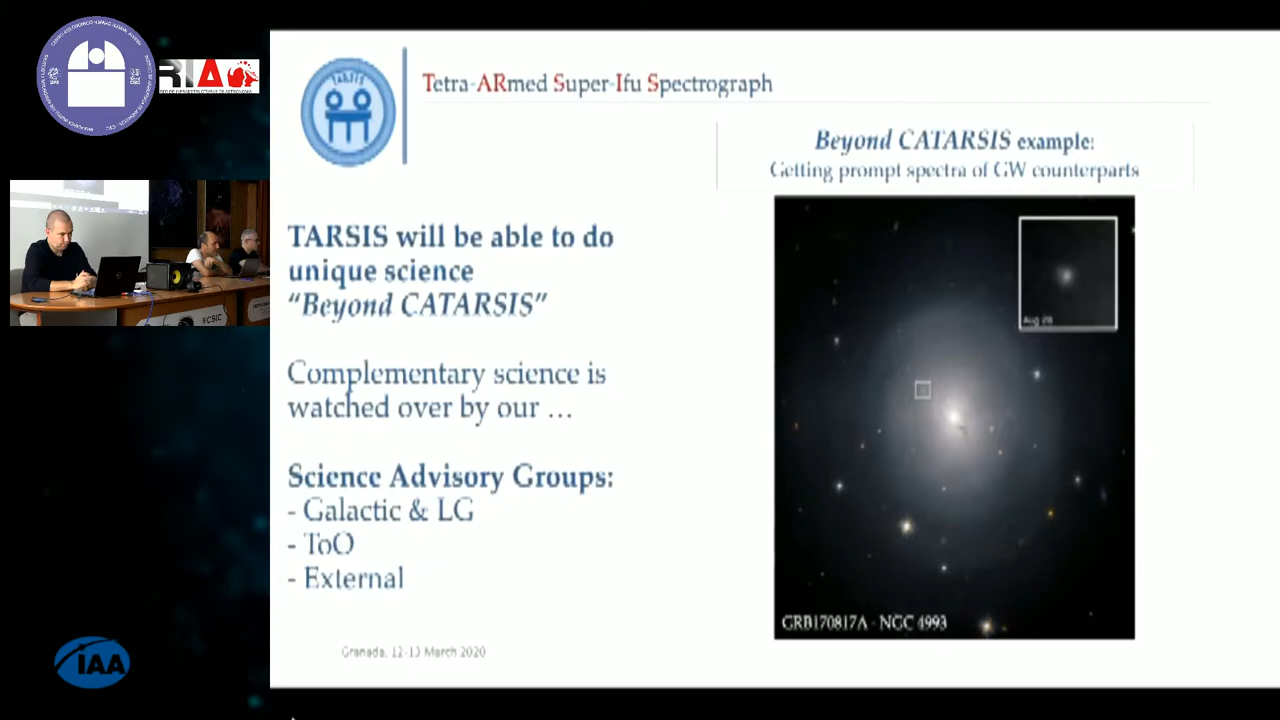 RIA
TARSIS
Tetra-ARmed Super-Ifu Spectrograph
Beyond CATARSIS example:
Getting prompt spectra of GW counterparts
TARSIS will be able to do
unique science
“Beyond CATARSIS”
Complementary science is
watched over by our …
Science Advisory Groups:
- Galactic & LG
- ToO
- External
Aug 28
GRB170817A - NGC 4993
Granada, 12-13 March 2020
CSIC
IAA